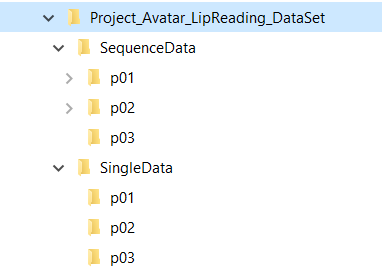 Project_Avatar_LipReading_DataSet
SequenceData
p01
p02
p03
SingleData
p01
p02
p03